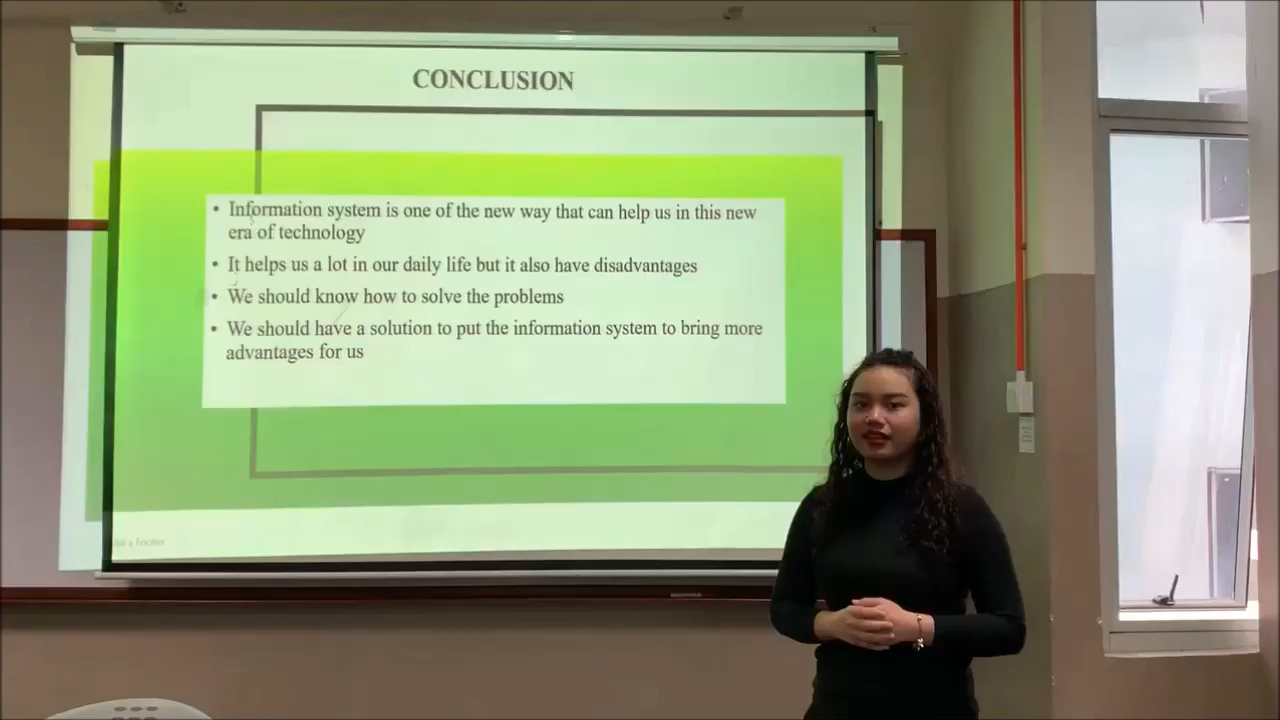 CONCLUSION
• Information system is one of the new way that can help us in this new
era of technology
• It helps us a lot in our daily life but it also have disadvantages
• We should know how to solve the problems
• We should have a solution to put the information system to bring more
advantages for us
a Footer